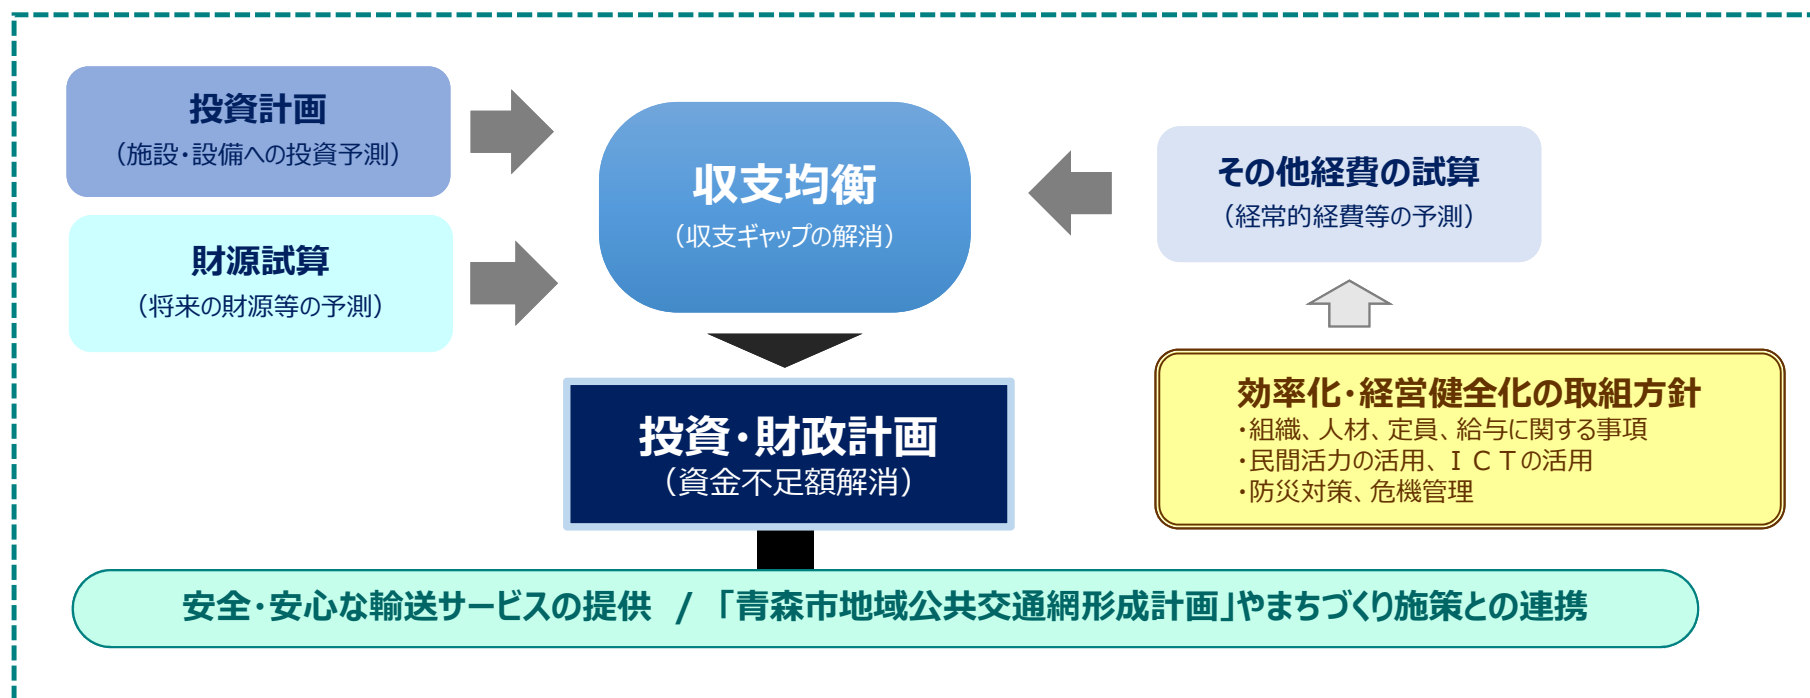 投資計画
（施設・設備への投資予測）
財源試算
（将来の財源等の予測）
収支均衡
（収支ギャップの解消）
その他経費の試算
（経常的経費等の予測）
投資・財政計画
（資金不足額解消）
効率化・経営健全化の取組方針
・組織、人材、定員、給与に関する事項
・民間活力の活用、ＩＣＴの活用
・防災対策、危機管理
安全・安心な輸送サービスの提供 / 「青森市地域公共交通網形成計画」やまちづくり施策との連携